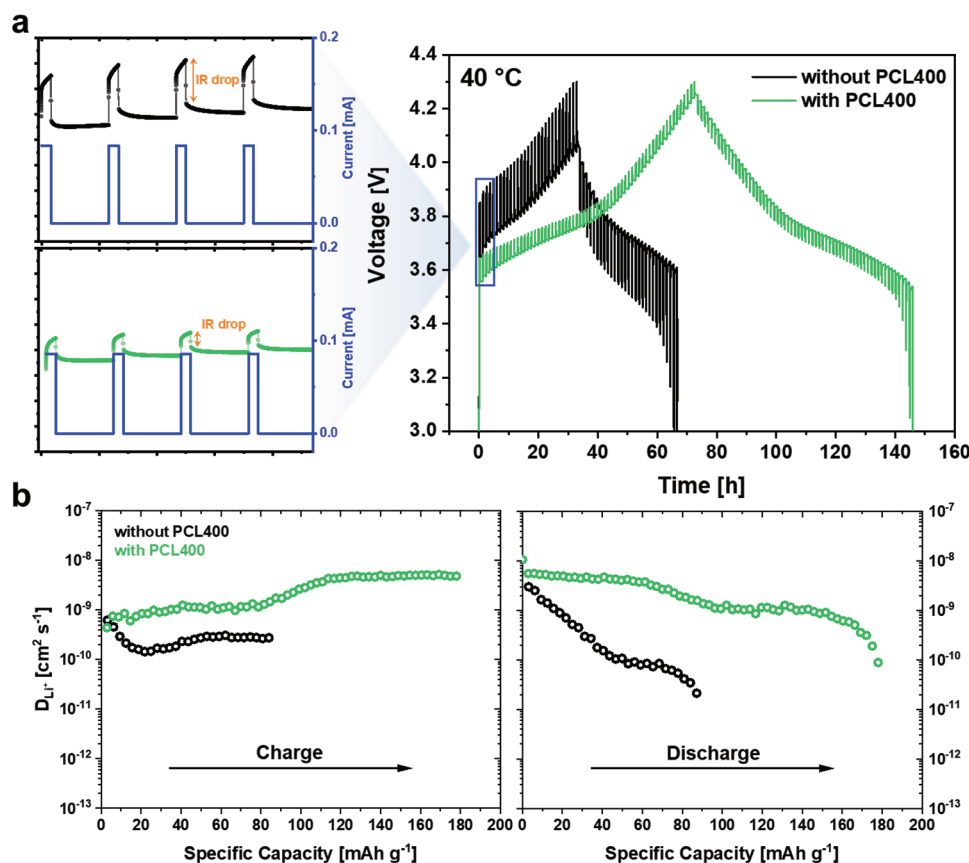 a
0.2
0.1
0.0
Current [mA]
IR drop
0.2
0.1
0.0
Current [mA]
IR drop
40 °C
without PCL400
with PCL400
4.4
4.2
4.0
3.8
3.6
3.4
3.2
3.0
Voltage [V]
0 20 40 60 80 100 120 140 160
Time [h]
b
without PCL400
with PCL400
10⁻⁷
10⁻⁸
10⁻⁹
10⁻¹⁰
10⁻¹¹
10⁻¹²
10⁻¹³
D_Li⁺ [cm² s⁻¹]
Charge
0 20 40 60 80 100 120 140 160 180 200
Specific Capacity [mAh g⁻¹]
Discharge
10⁻⁷
10⁻⁸
10⁻⁹
10⁻¹⁰
10⁻¹¹
10⁻¹²
10⁻¹³
0 20 40 60 80 100 120 140 160 180 200
Specific Capacity [mAh g⁻¹]